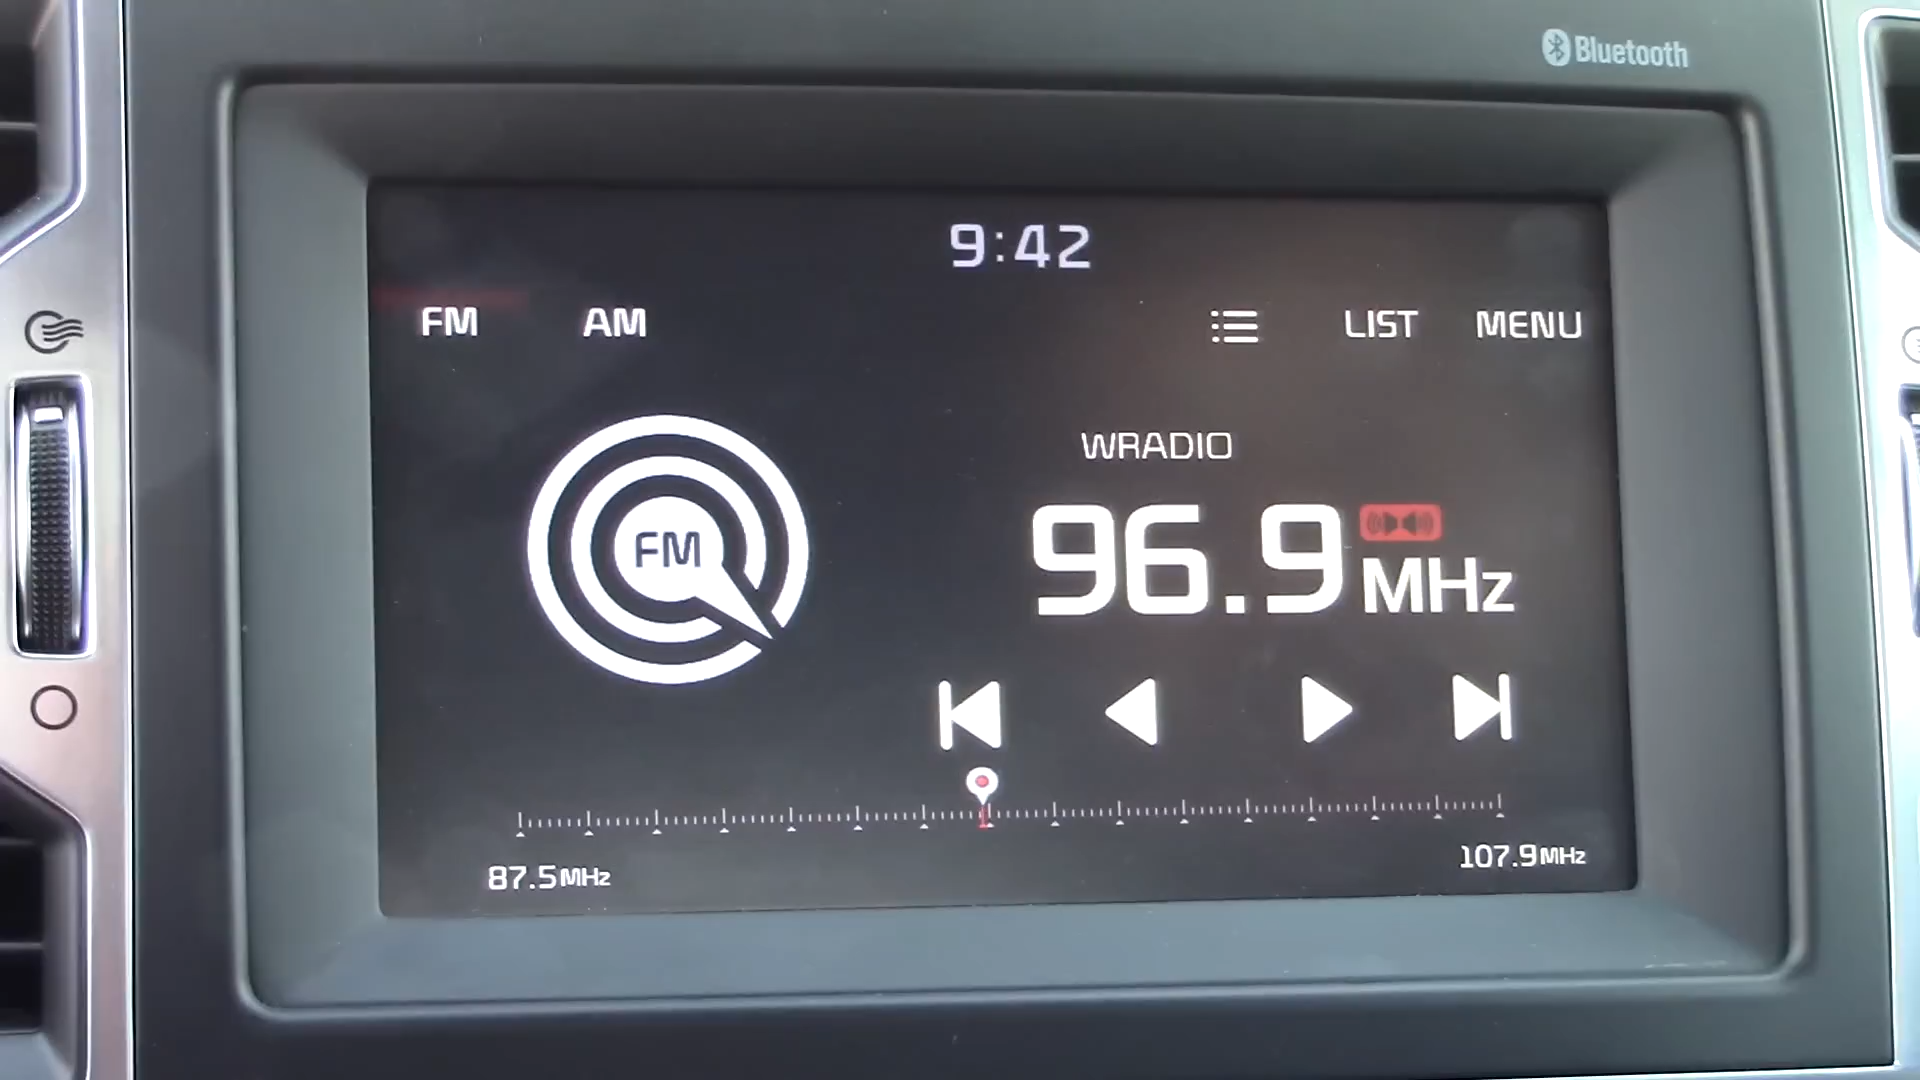 Bluetooth
9:42
FM AM LIST MENU
WRADIO
FM
96.9 MHz
87.5MHz 107.9MHz